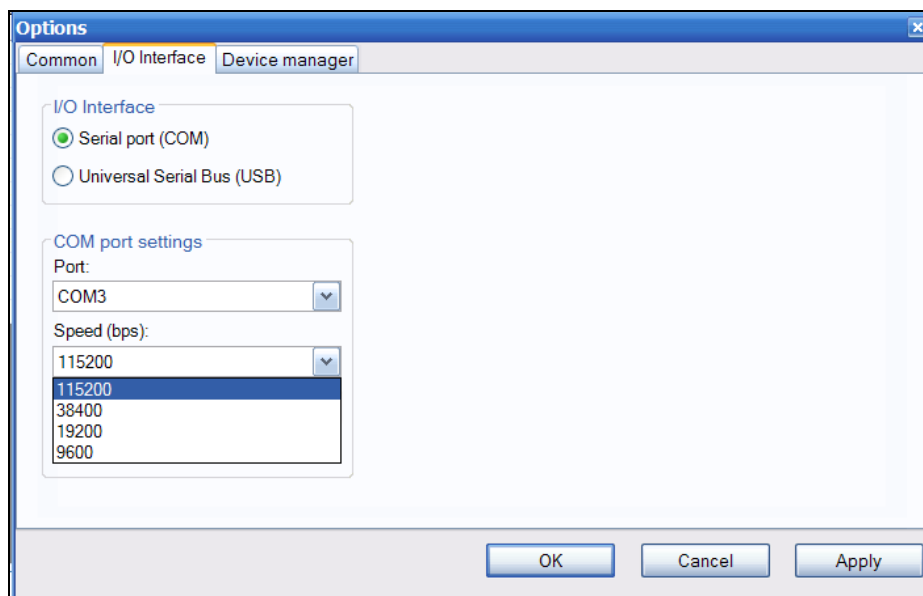 Options
Common I/O Interface Device manager
I/O Interface
Serial port (COM)
Universal Serial Bus (USB)
COM port settings
Port:
COM3
Speed (bps):
115200
115200
38400
19200
9600
OK Cancel Apply